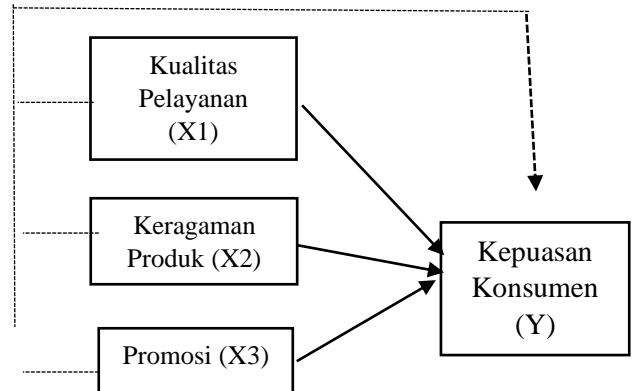 Kualitas
Pelayanan
(X1)
Keragaman
Produk (X2)
Promosi (X3)
Kepuasan
Konsumen
(Y)